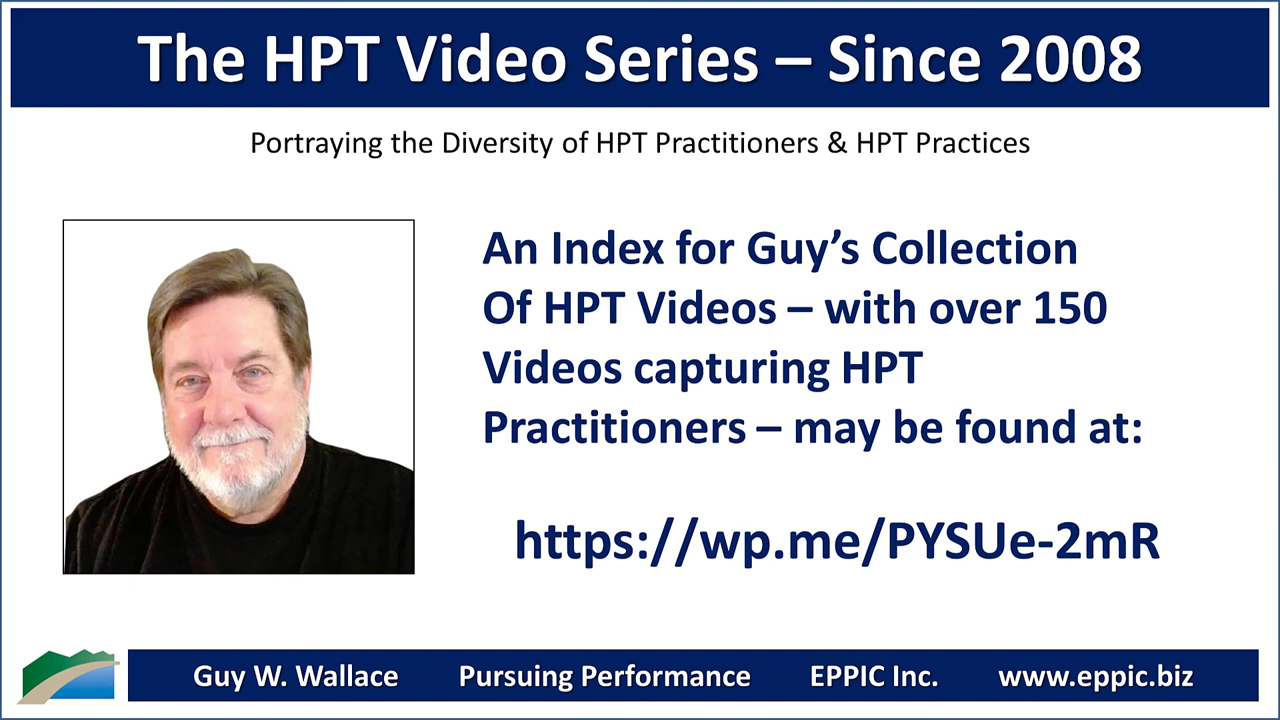 The HPT Video Series – Since 2008
Portraying the Diversity of HPT Practitioners & HPT Practices
An Index for Guy’s Collection
Of HPT Videos – with over 150
Videos capturing HPT
Practitioners – may be found at:
https://wp.me/PYSUe-2mR
Guy W. Wallace Pursuing Performance EPPIC Inc. www.eppic.biz